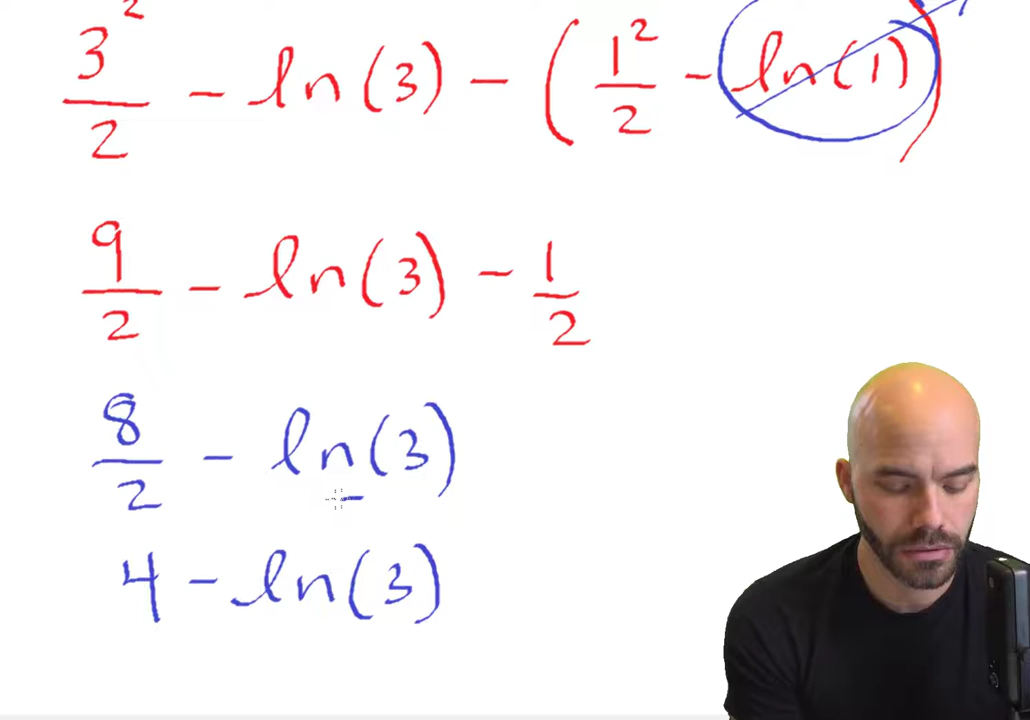 3²/2 - ln(3) - (1²/2 - ln(1))
9/2 - ln(3) - 1/2
8/2 - ln(3)
4 - ln(3)